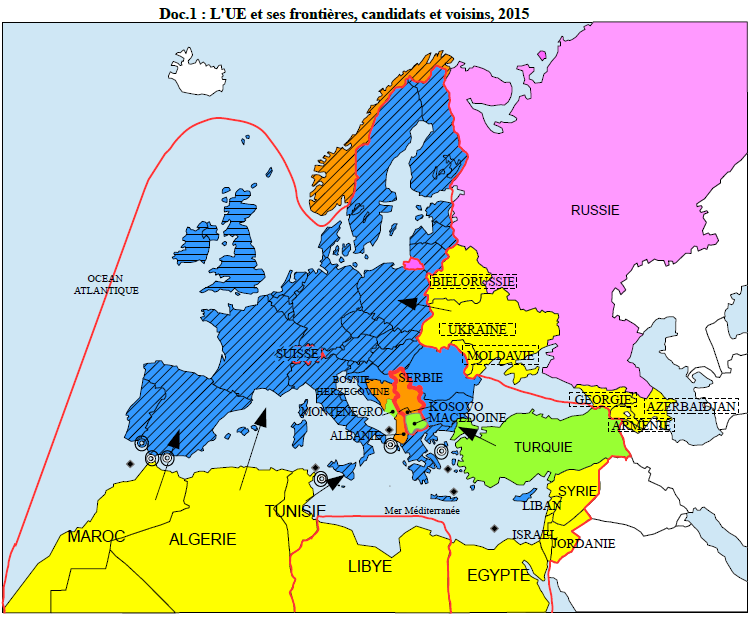 Doc.1 : L'UE et ses frontières, candidats et voisins, 2015
RUSSIE
OCEAN
ATLANTIQUE
BIELORUSSIE
UKRAINE
SUISSE
MOLDAVIE
BOSNIE
HERZEGOVINE
SERBIE
GEORGIE
MONTENEGRO
KOSOVO
AZERBAIDJAN
MACEDOINE
ARMENIE
ALBANIE
TURQUIE
SYRIE
TUNISIE
Mer Méditerranée
LIBAN
MAROC
ALGERIE
ISRAEL
JORDANIE
LIBYE
EGYPTE